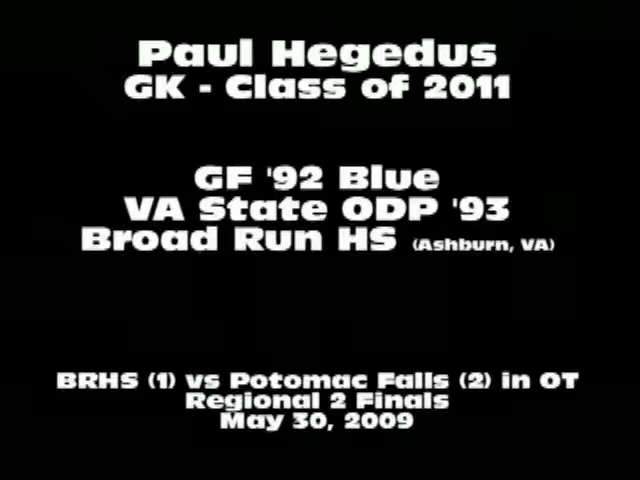 Paul Hegedus
GK - Class of 2011
GF '92 Blue
VA State ODP '93
Broad Run HS (Ashburn, VA)
BRHS (1) vs Potomac Falls (2) in OT
Regional 2 Finals
May 30, 2009